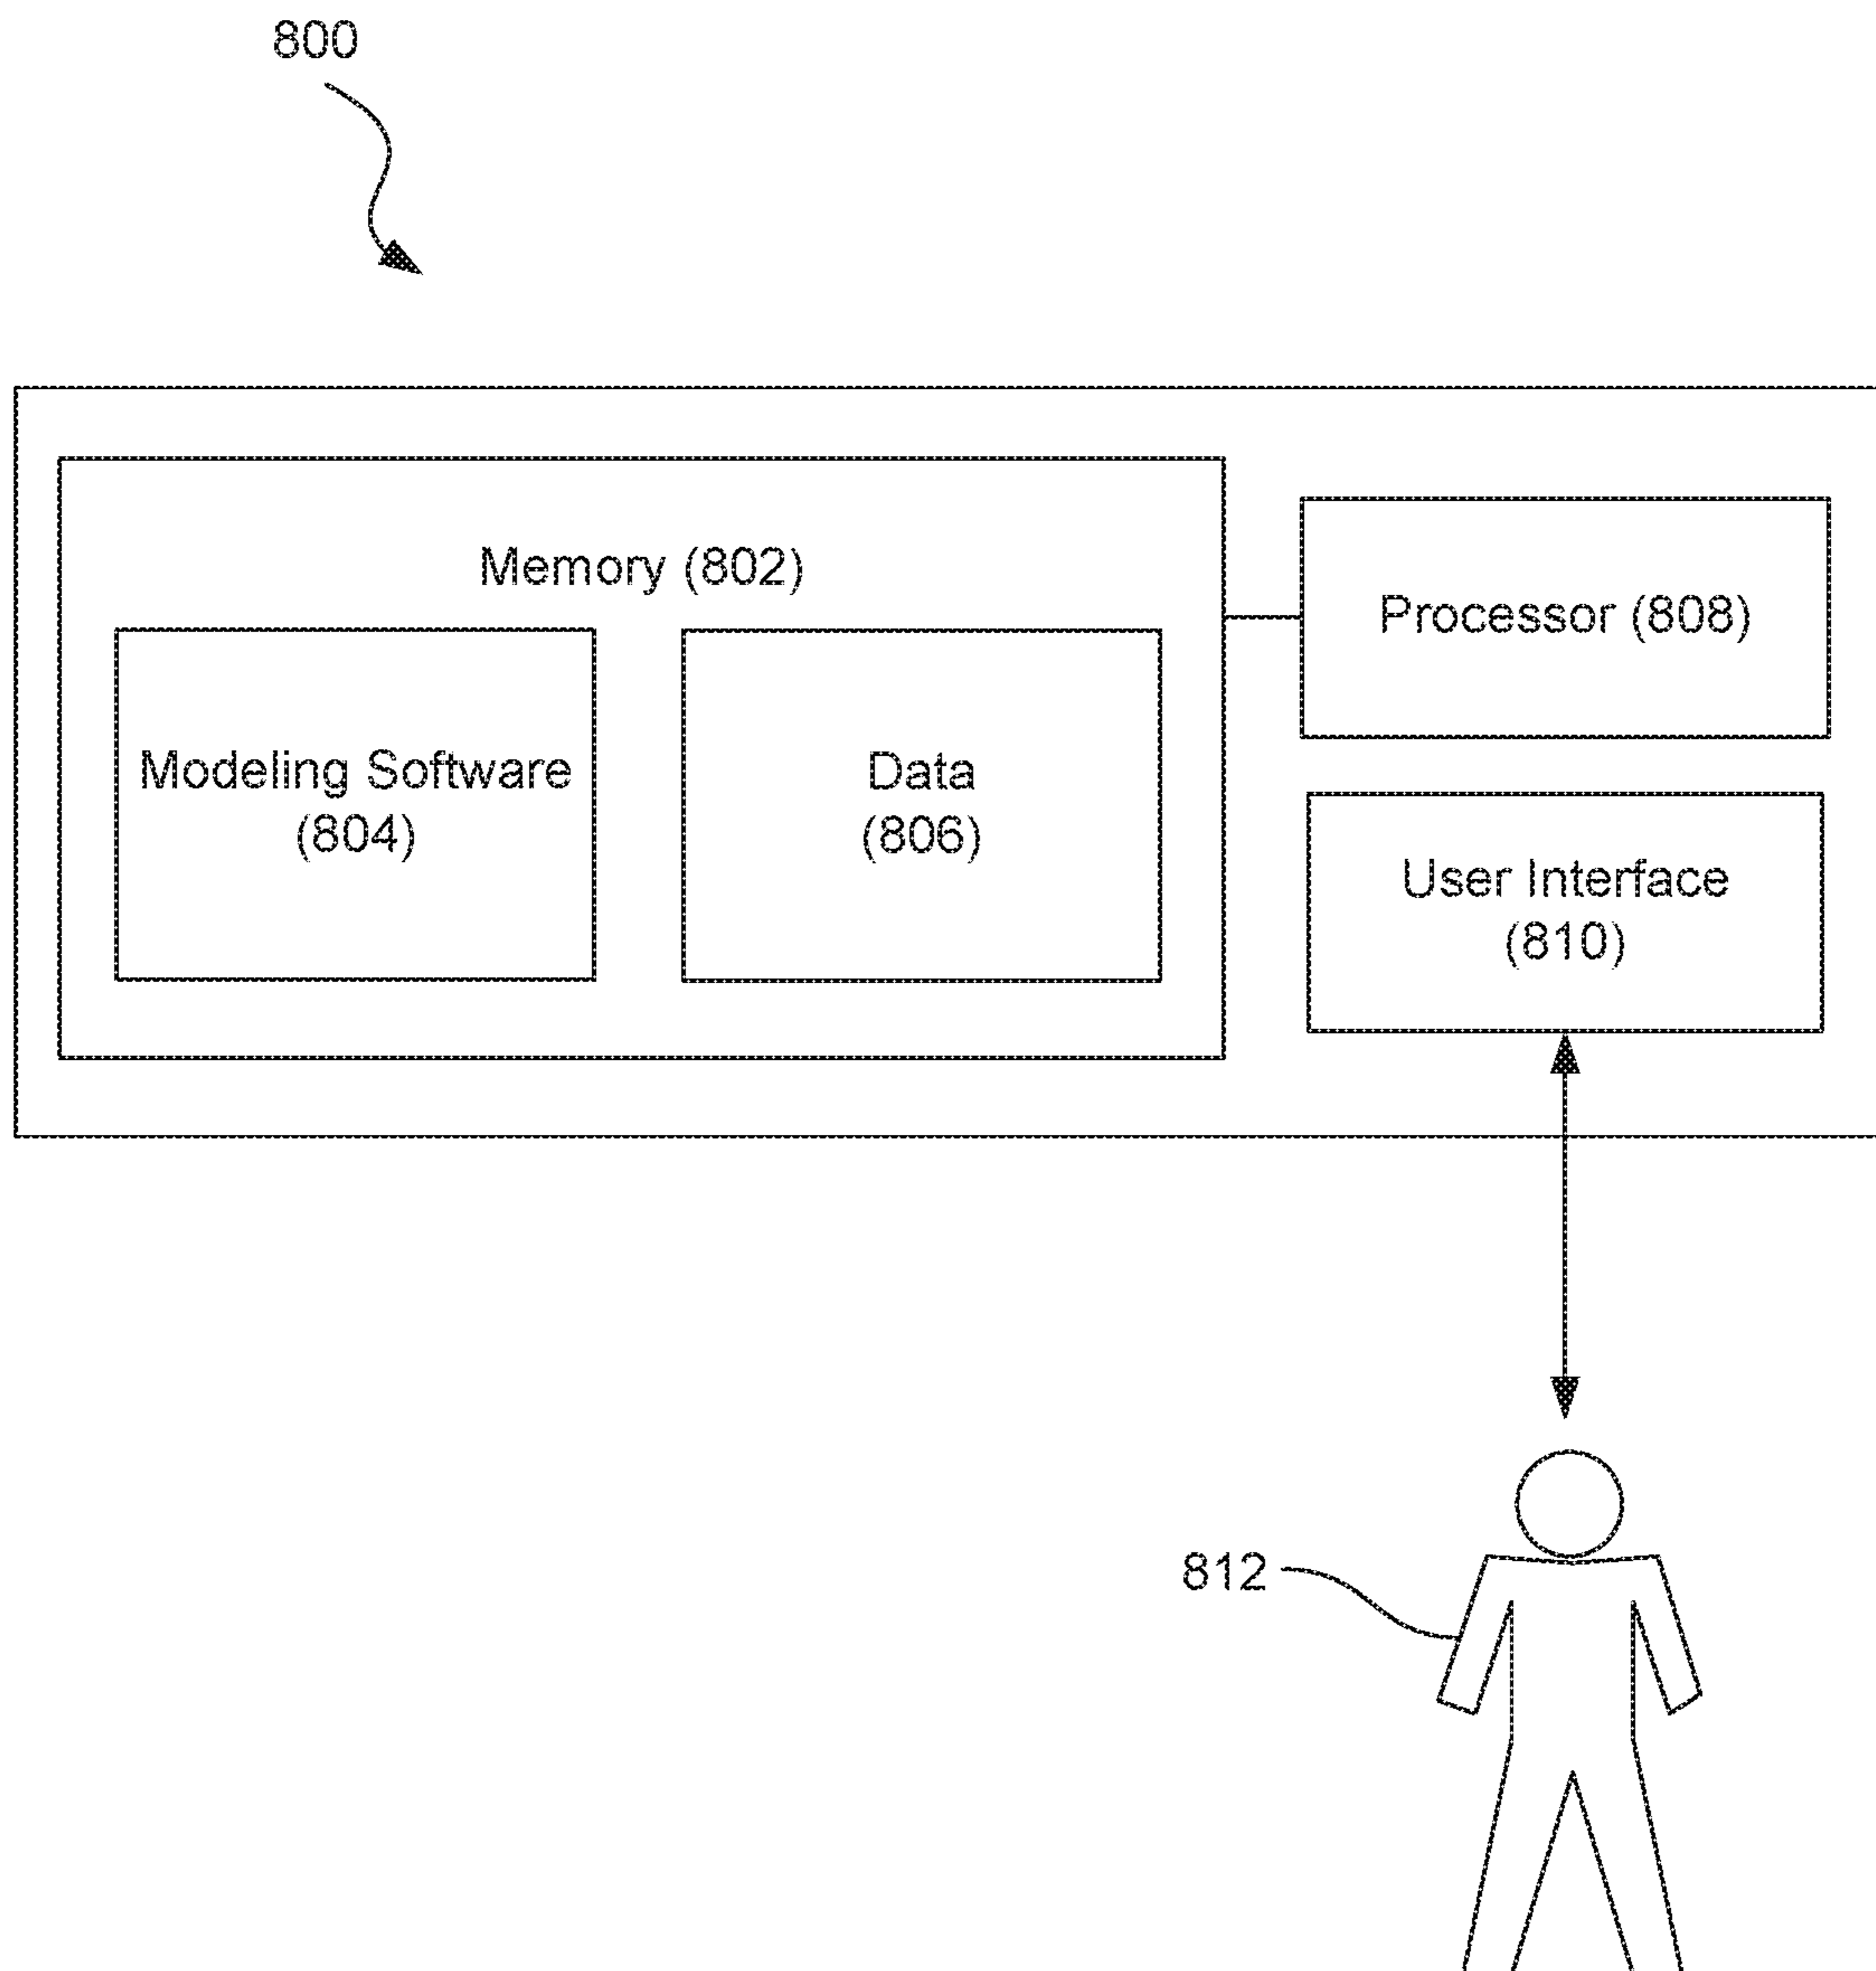 800
Memory (802)
Processor (808)
Modeling Software
(804)
Data
(806)
User Interface
(810)
812